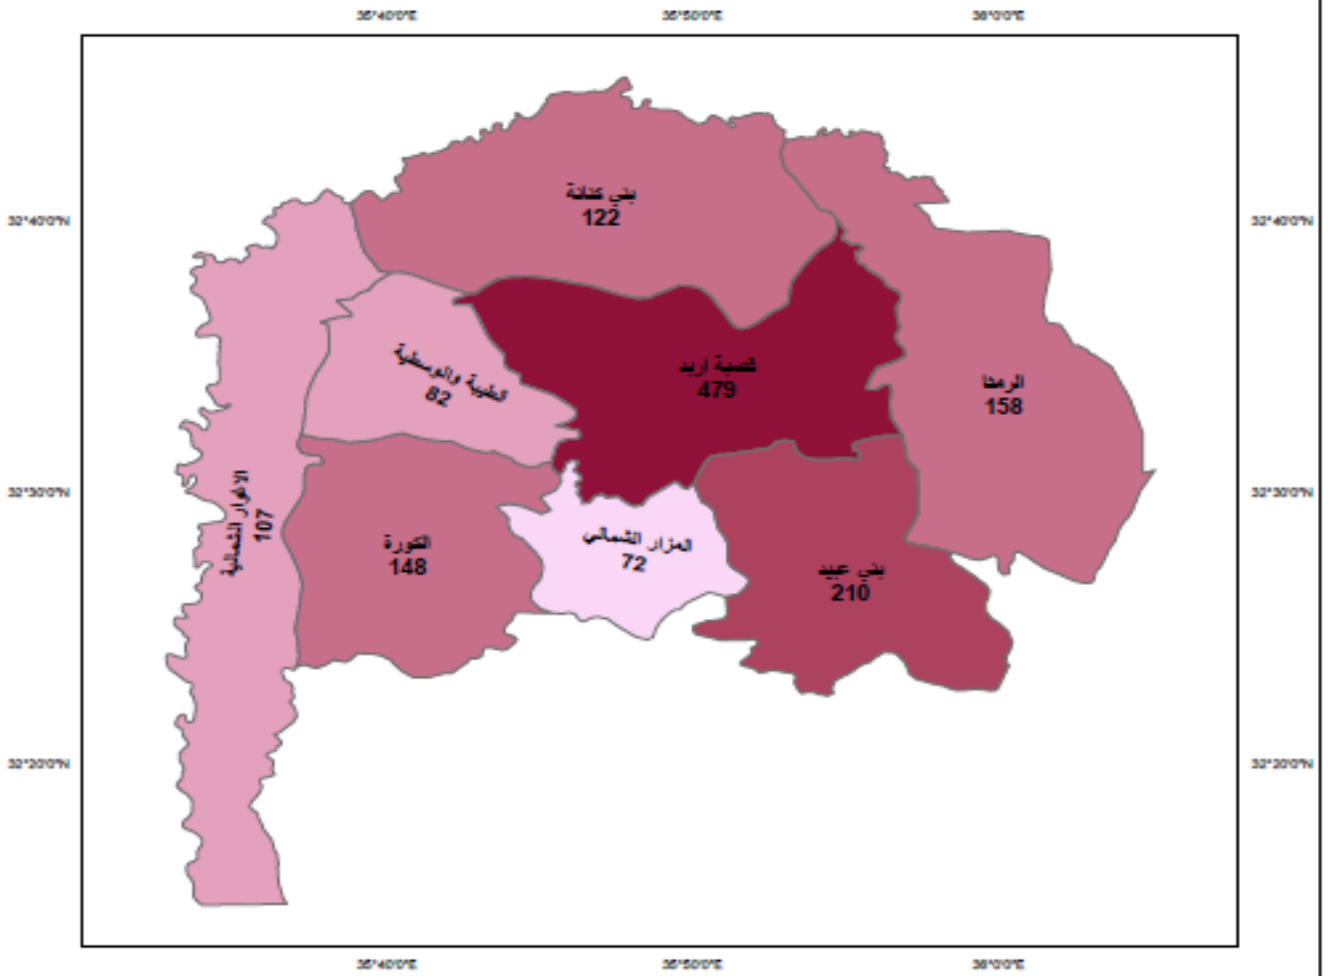 35°40'0"E 35°50'0"E 36°0'0"E
32°40'0"N 32°40'0"N
بني كنانة
122
الطيبة والوسطية
82
قصبة اربد
479
الرمثا
158
32°30'0"N 32°30'0"N
الاغوار الشمالية
107
الكورة
148
المزار الشمالي
72
بني عبيد
210
32°20'0"N 32°20'0"N
35°40'0"E 35°50'0"E 36°0'0"E